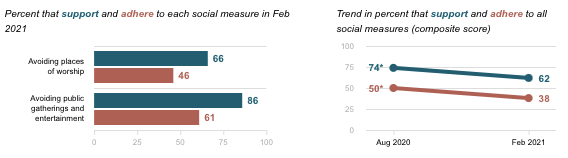 Percent that support and adhere to each social measure in Feb
2021
Avoiding places
of worship
66
46
Avoiding public
gatherings and
entertainment
86
61
0 25 50 75 100
Trend in percent that support and adhere to all
social measures (composite score)
100
75
50
25
0
74*
62
50*
38
Aug 2020 Feb 2021